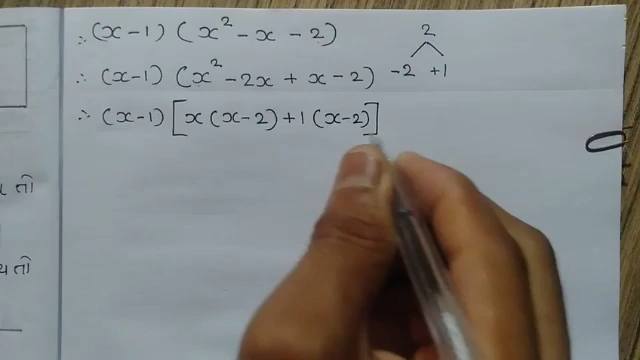 ∴ (x-1) (x² - x - 2)
2
-2 +1
∴ (x-1) (x² - 2x + x - 2)
∴ (x-1) [x (x-2) + 1 (x-2)]
તો
તો